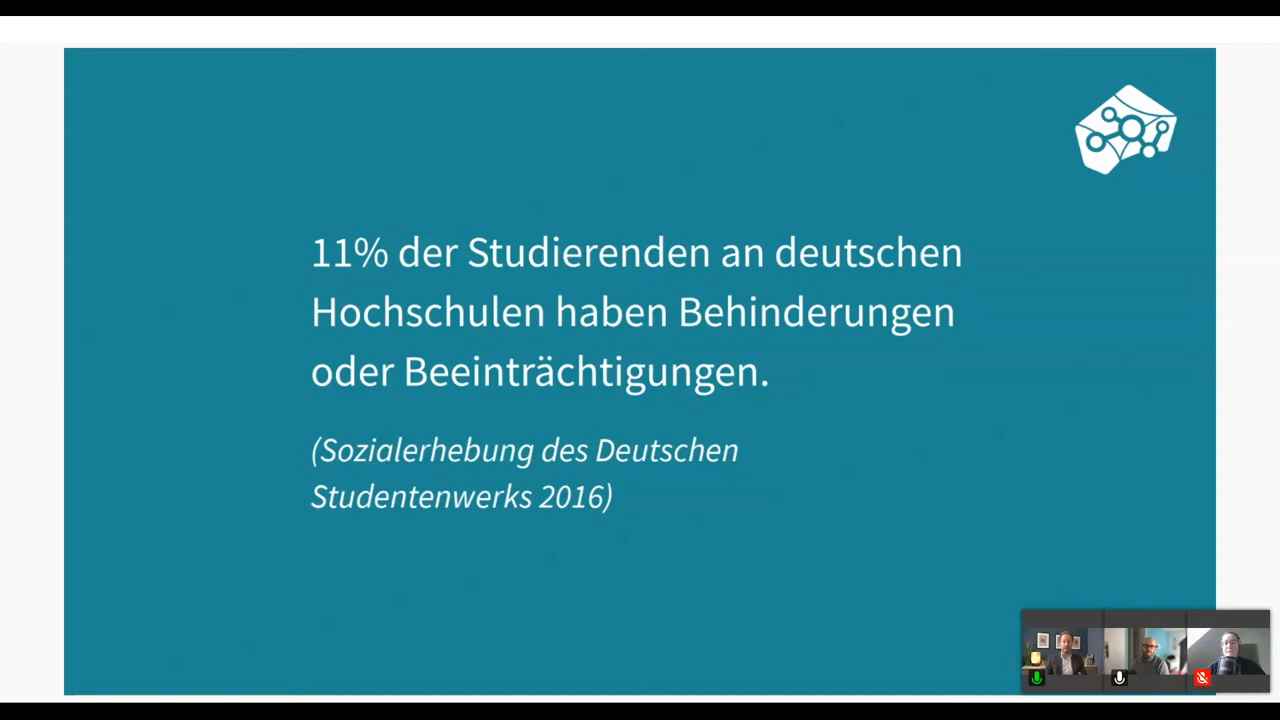 11% der Studierenden an deutschen
Hochschulen haben Behinderungen
oder Beeinträchtigungen.
(Sozialerhebung des Deutschen
Studentenwerks 2016)